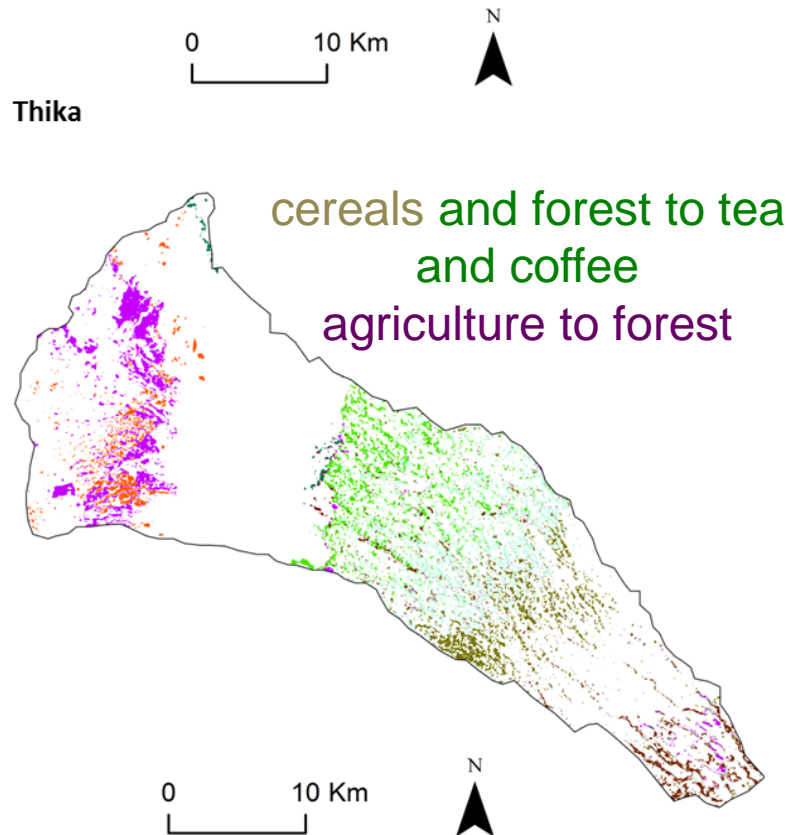 N
0 10 Km
Thika
cereals and forest to tea
and coffee
agriculture to forest
N
0 10 Km